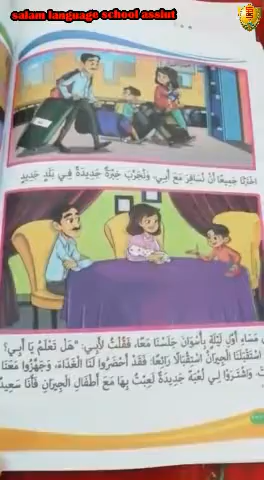 salam language school assiut
اخْتَرْنَا جَمِيعًا أَنْ نُسَافِرَ مَعَ أَبِي، وَنُجَرِّبَ خِبْرَةً جَدِيدَةً فِي بَلَدٍ جَدِيدٍ
مَسَاءِ أَوَّلِ لَيْلَةٍ بِأَسْوَانَ جَلَسْنَا مَعًا، فَقُلْتُ لِأَبِي: "هَلْ تَعْلَمُ يَا أَبِي؟
اسْتَقْبَلَنَا الْجِيرَانُ اسْتِقْبَالًا رَائِعًا؛ فَقَدْ أَحْضَرُوا لَنَا الْغَدَاءَ، وَجَهَّزُوا مَعَنَا
وَاشْتَرَوْا لِي لُعْبَةً جَدِيدَةً لَعِبْتُ بِهَا مَعَ أَطْفَالِ الْجِيرَانِ فَأَنَا سَعِيدٌ